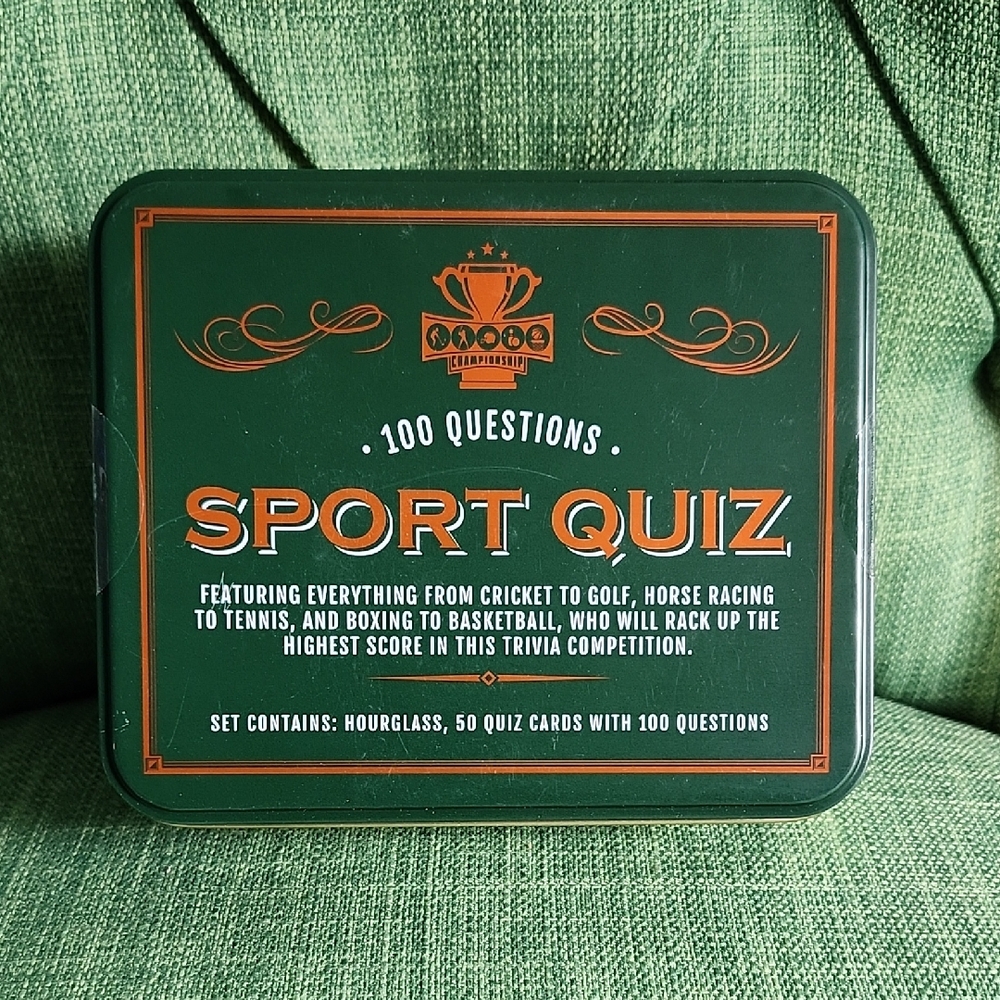 CHAMPIONSHIP
· 100 QUESTIONS ·
SPORT QUIZ
FEATURING EVERYTHING FROM CRICKET TO GOLF, HORSE RACING
TO TENNIS, AND BOXING TO BASKETBALL, WHO WILL RACK UP THE
HIGHEST SCORE IN THIS TRIVIA COMPETITION.
SET CONTAINS: HOURGLASS, 50 QUIZ CARDS WITH 100 QUESTIONS